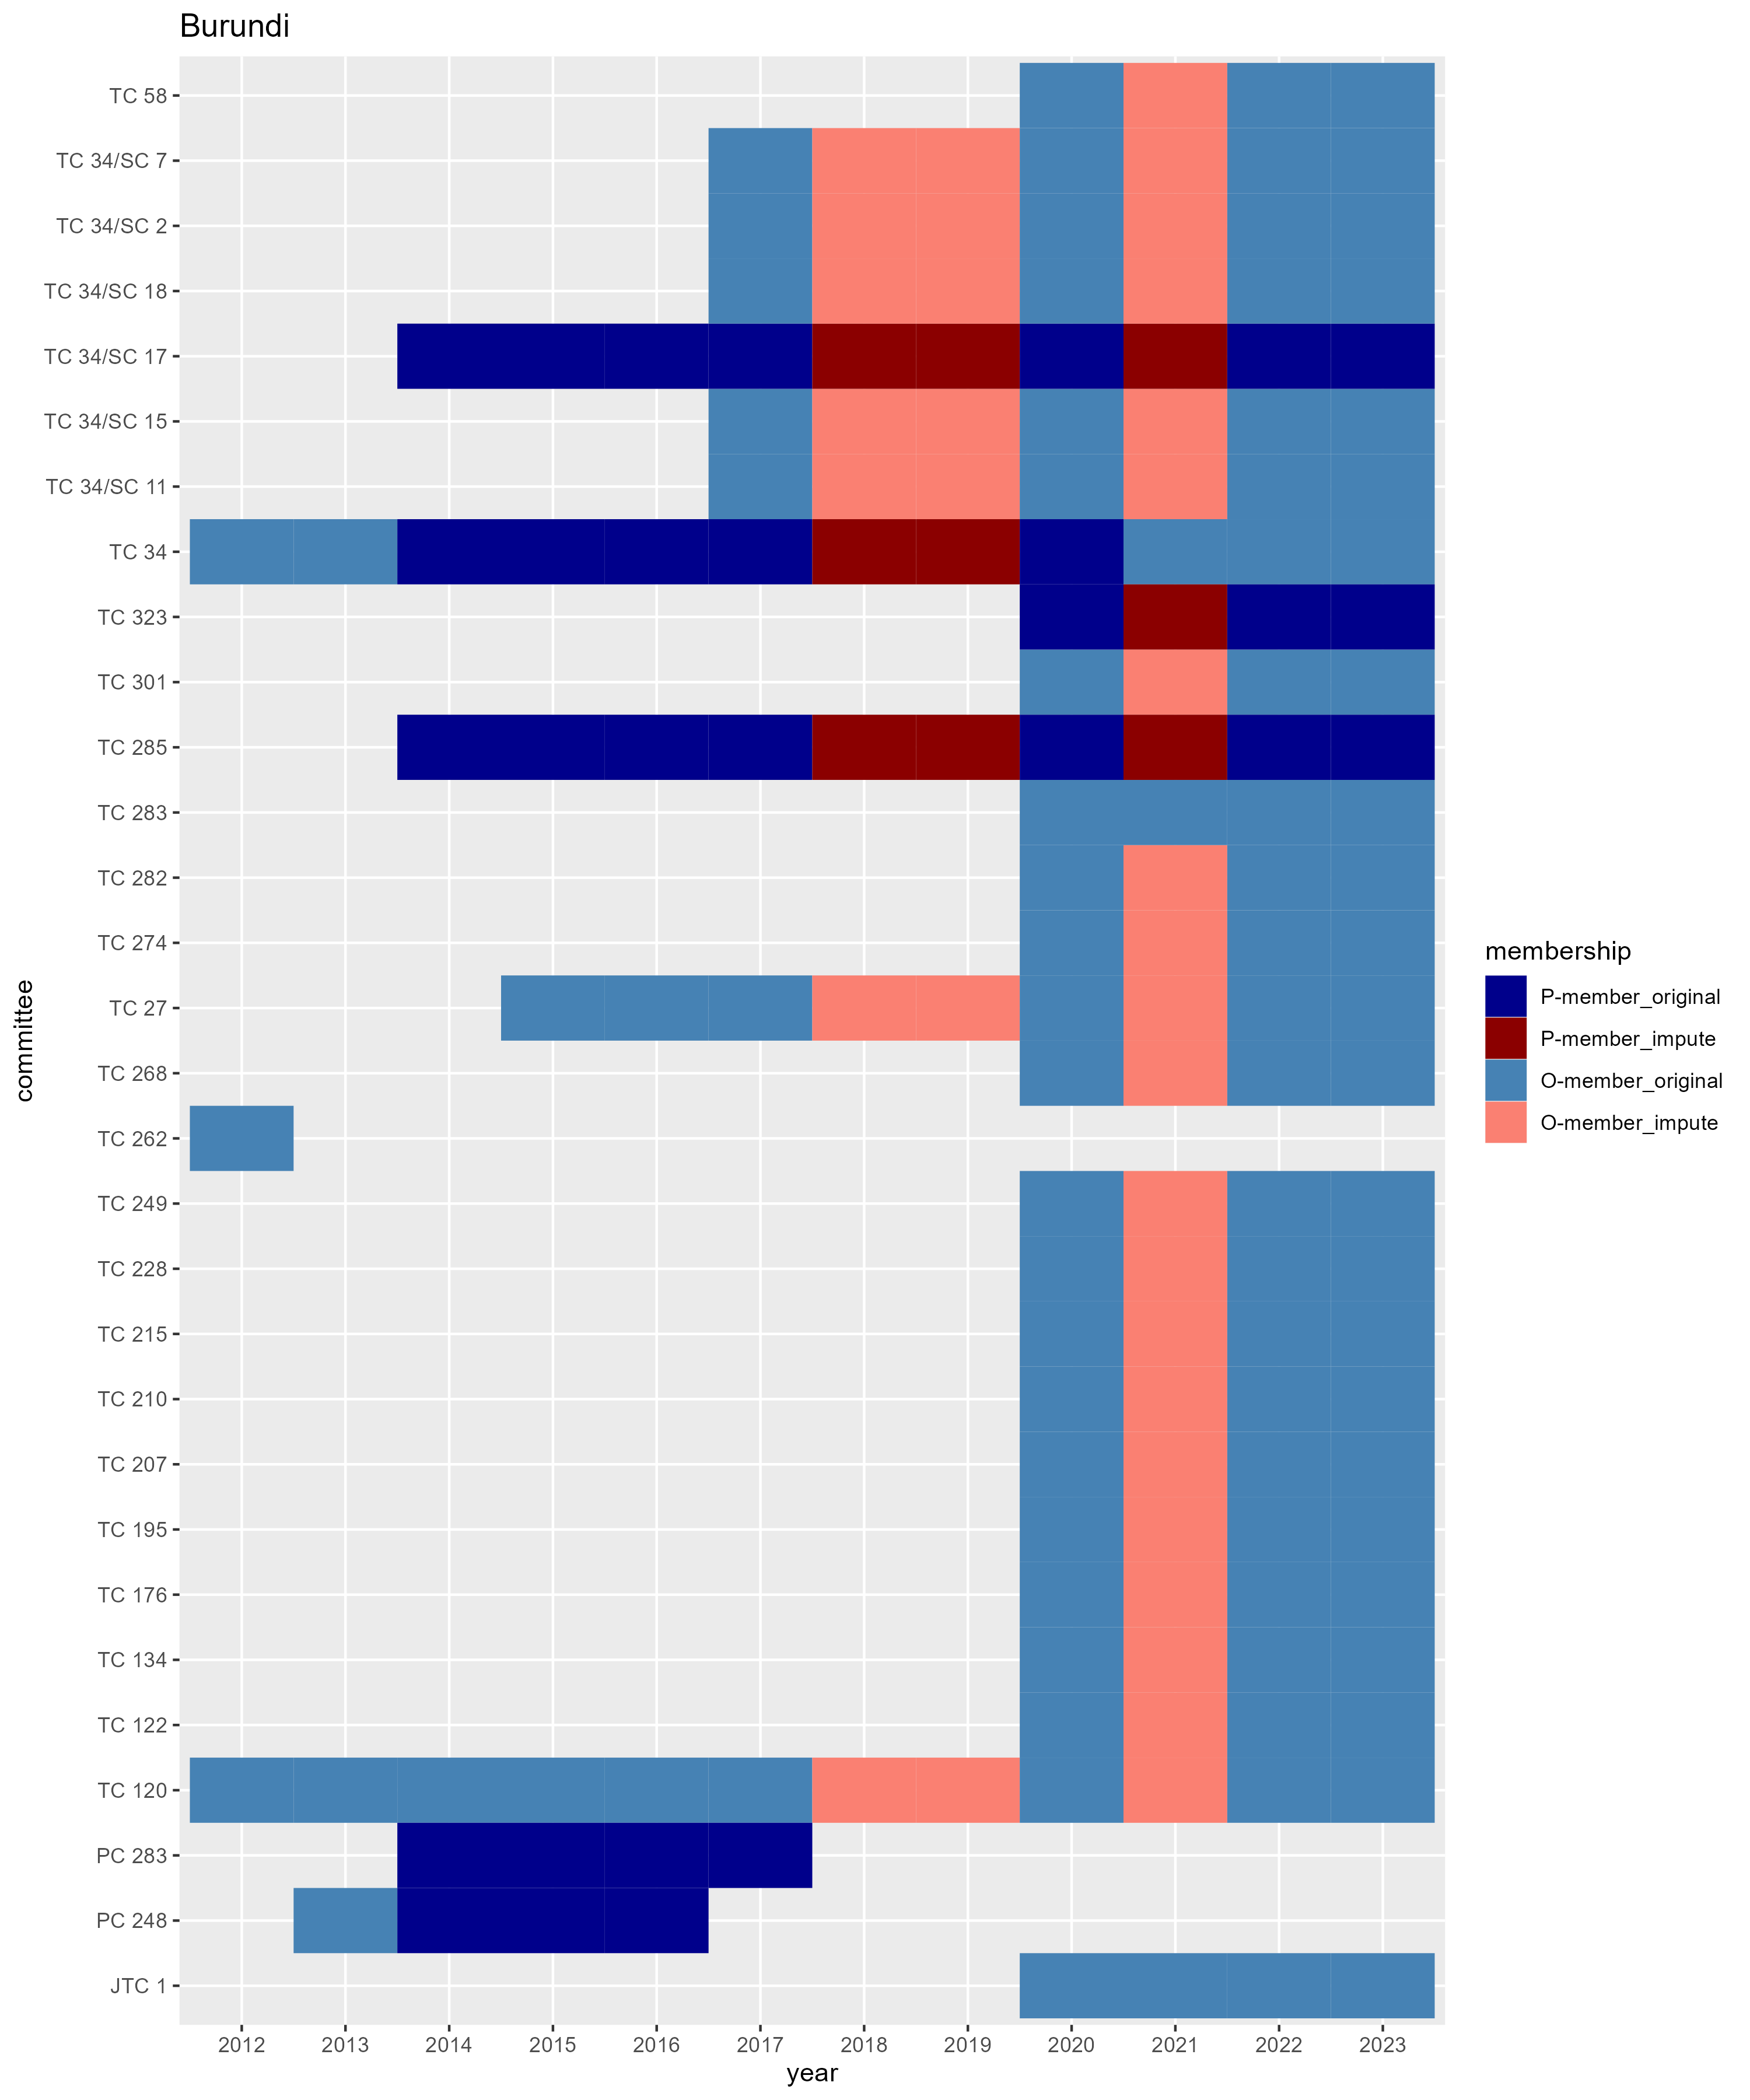 Burundi
TC 58
TC 34/SC 7
TC 34/SC 2
TC 34/SC 18
TC 34/SC 17
TC 34/SC 15
TC 34/SC 11
TC 34
TC 323
TC 301
TC 285
TC 283
TC 282
TC 274
TC 27
TC 268
TC 262
TC 249
TC 228
TC 215
TC 210
TC 207
TC 195
TC 176
TC 134
TC 122
TC 120
PC 283
PC 248
JTC 1
committee
2012 2013 2014 2015 2016 2017 2018 2019 2020 2021 2022 2023
year
membership
P-member_original
P-member_impute
O-member_original
O-member_impute